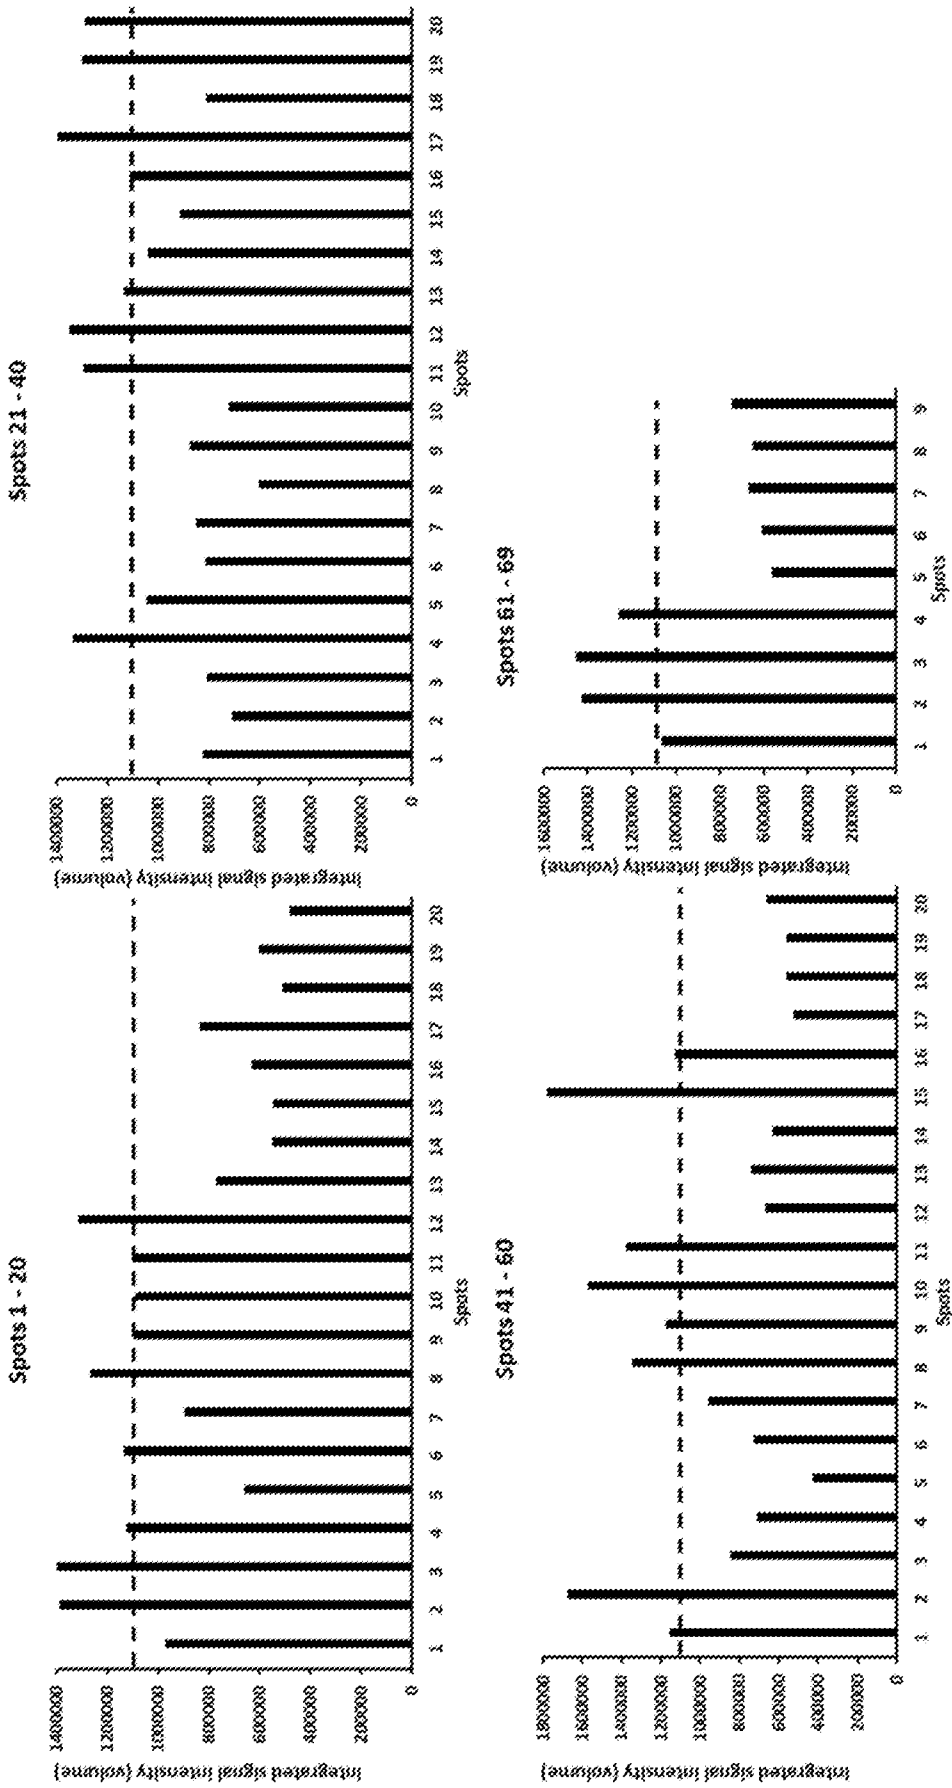 Spots 1 - 20
Integrated signal intensity (volume)
1400000
1200000
1000000
800000
600000
400000
200000
0
1 2 3 4 5 6 7 8 9 10 11 12 13 14 15 16 17 18 19 20
Spots
Spots 21 - 40
Integrated signal intensity (volume)
1400000
1200000
1000000
800000
600000
400000
200000
0
1 2 3 4 5 6 7 8 9 10 11 12 13 14 15 16 17 18 19 20
Spots
Spots 41 - 60
Integrated signal intensity (volume)
1800000
1600000
1400000
1200000
1000000
800000
600000
400000
200000
0
1 2 3 4 5 6 7 8 9 10 11 12 13 14 15 16 17 18 19 20
Spots
Spots 61 - 69
Integrated signal intensity (volume)
1600000
1400000
1200000
1000000
800000
600000
400000
200000
0
1 2 3 4 5 6 7 8 9
Spots